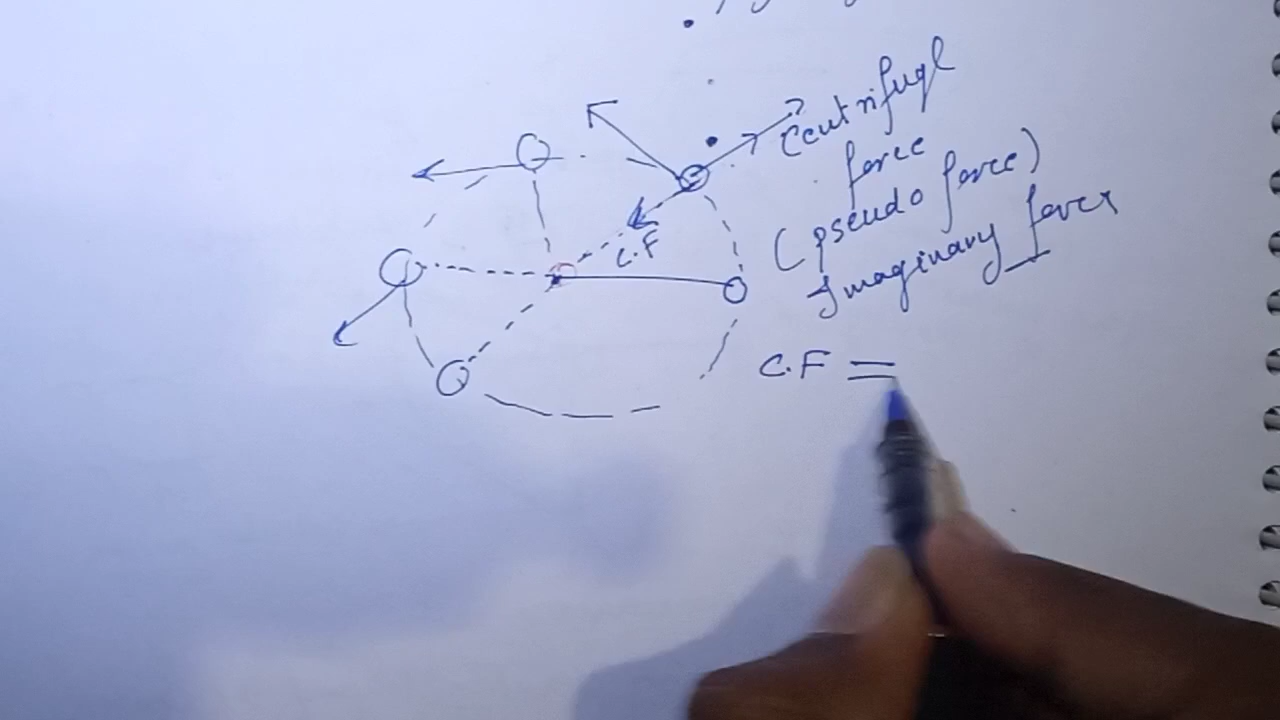 Centrifugl
force
(pseudo force)
Imaginary force
C.F
C.F =